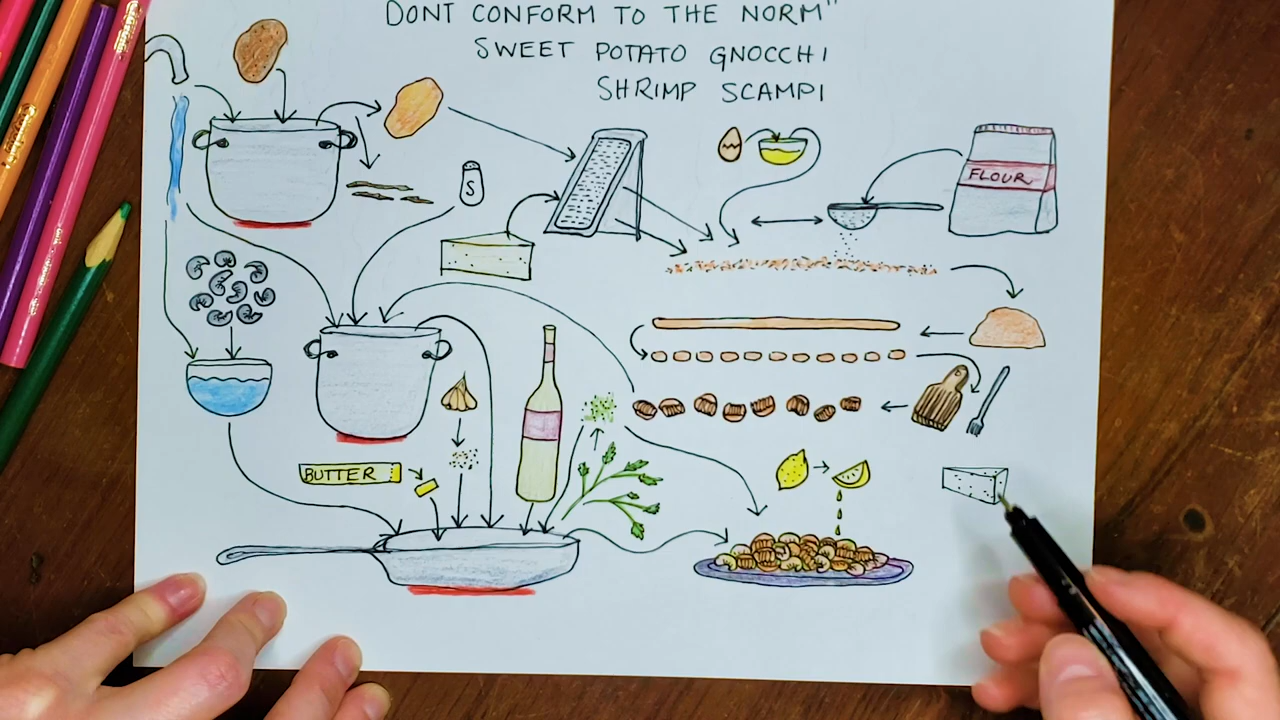 DONT CONFORM TO THE NORM"
SWEET POTATO GNOCCHI
SHRIMP SCAMPI
FLOUR
S
BUTTER